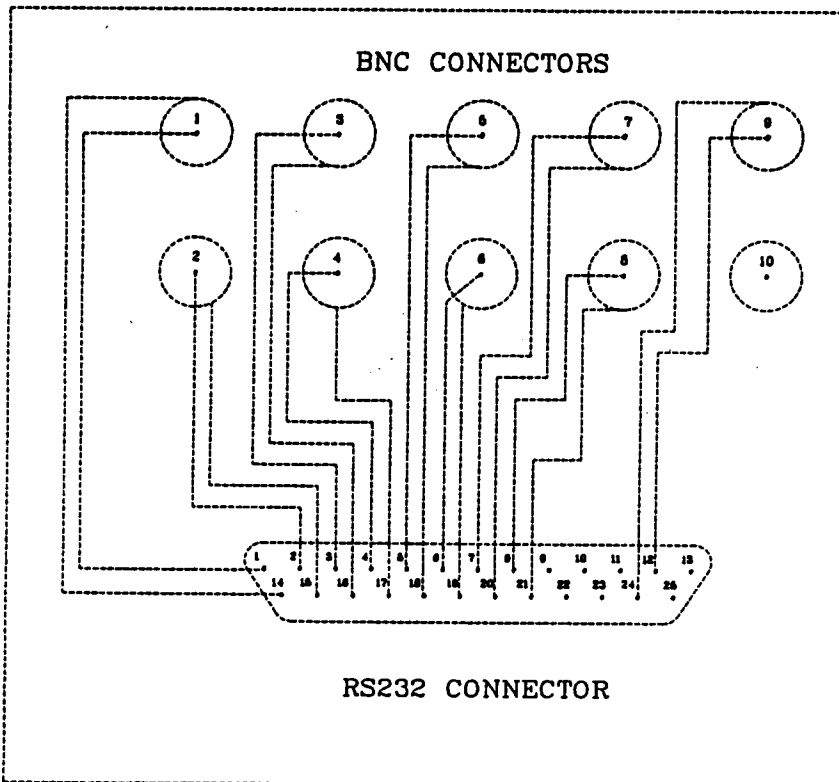 BNC CONNECTORS
1 3 5 7 9
2 4 6 8 10
1 2 3 4 5 6 7 8 9 10 11 12 13
14 15 16 17 18 19 20 21 22 23 24 25
RS232 CONNECTOR